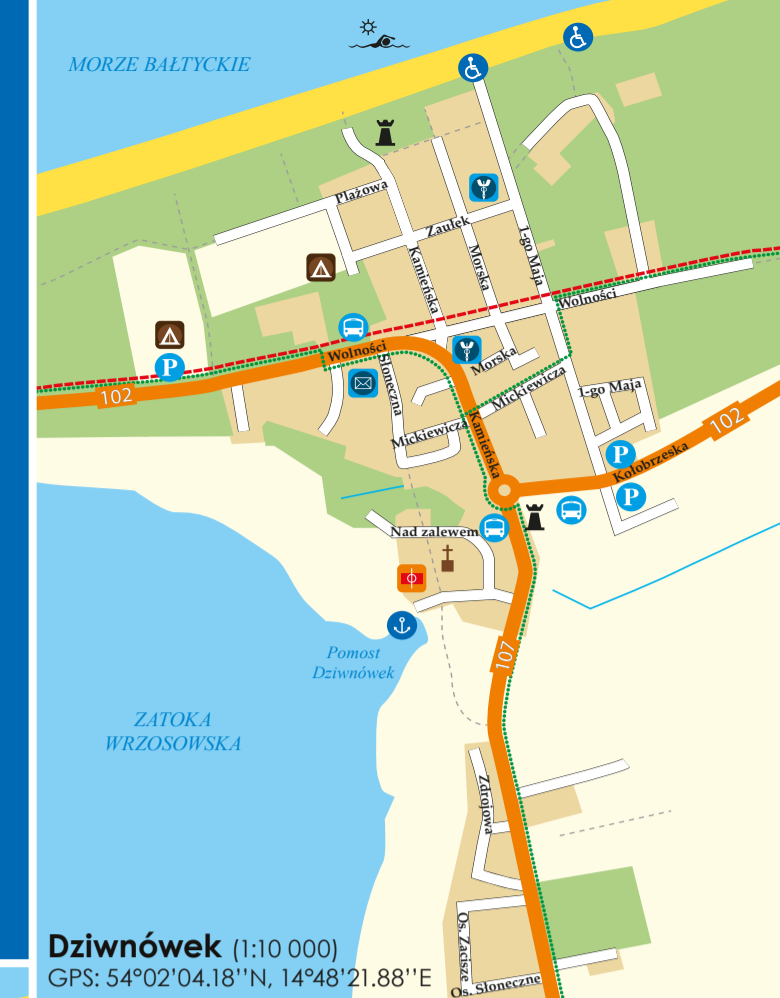 MORZE BAŁTYCKIE
Plażowa
Zaułek
1-go Maja
Kamieńska
Morska
Wolności
Wolności
P
102
Słoneczna
Morska
Mickiewicza
1-go Maja
Mickiewicza
Kamieńska
102
P
Kołobrzeska
P
Nad zalewem
Pomost
Dziwnówek
107
ZATOKA
WRZOSOWSKA
Zdrojowa
Os. Zacisze
Os. Słoneczne
Dziwnówek (1:10 000)
GPS: 54°02'04.18''N, 14°48'21.88''E